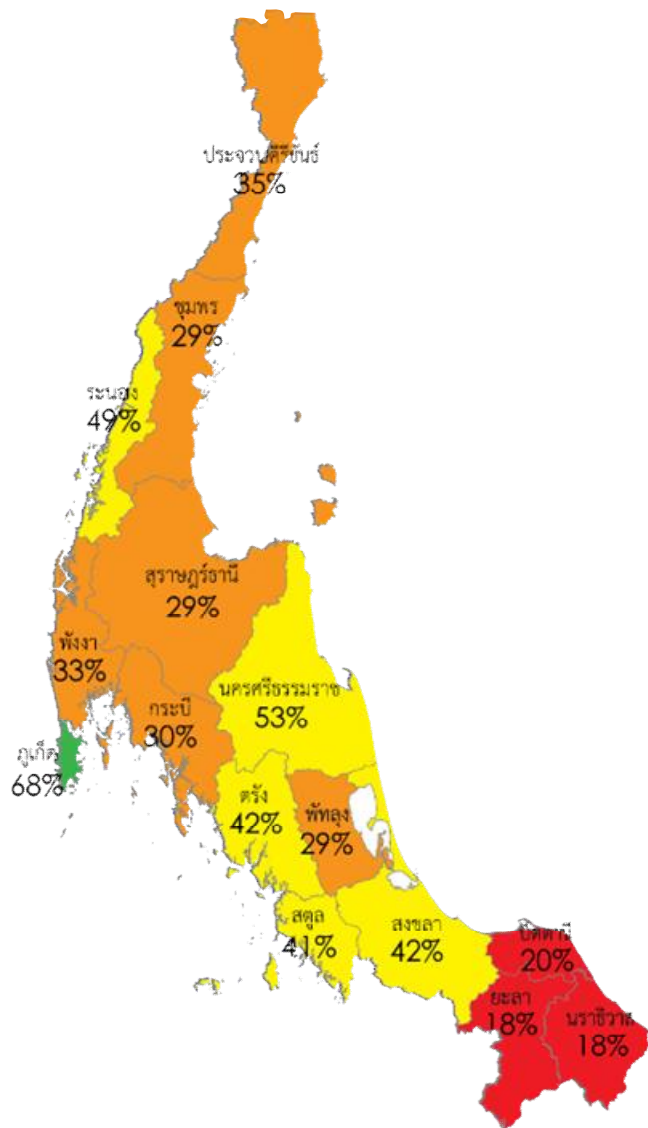 ประจวบคีรีขันธ์
35%
ชุมพร
29%
ระนอง
49%
สุราษฎร์ธานี
29%
พังงา
33%
นครศรีธรรมราช
53%
กระบี่
30%
ภูเก็ต
68%
ตรัง
42%
พัทลุง
29%
สตูล
41%
สงขลา
42%
ปัตตานี
20%
ยะลา
18%
นราธิวาส
18%